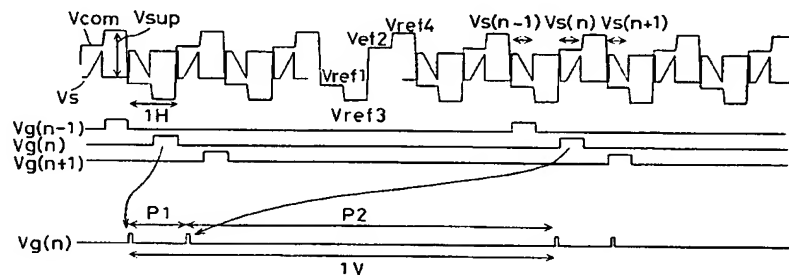 Vcom
Vsup
Vs
1H
Vref1
Vef2
Vref4
Vref3
Vs(n-1)
Vs(n)
Vs(n+1)
Vg(n-1)
Vg(n)
Vg(n+1)
P1
P2
Vg(n)
1V